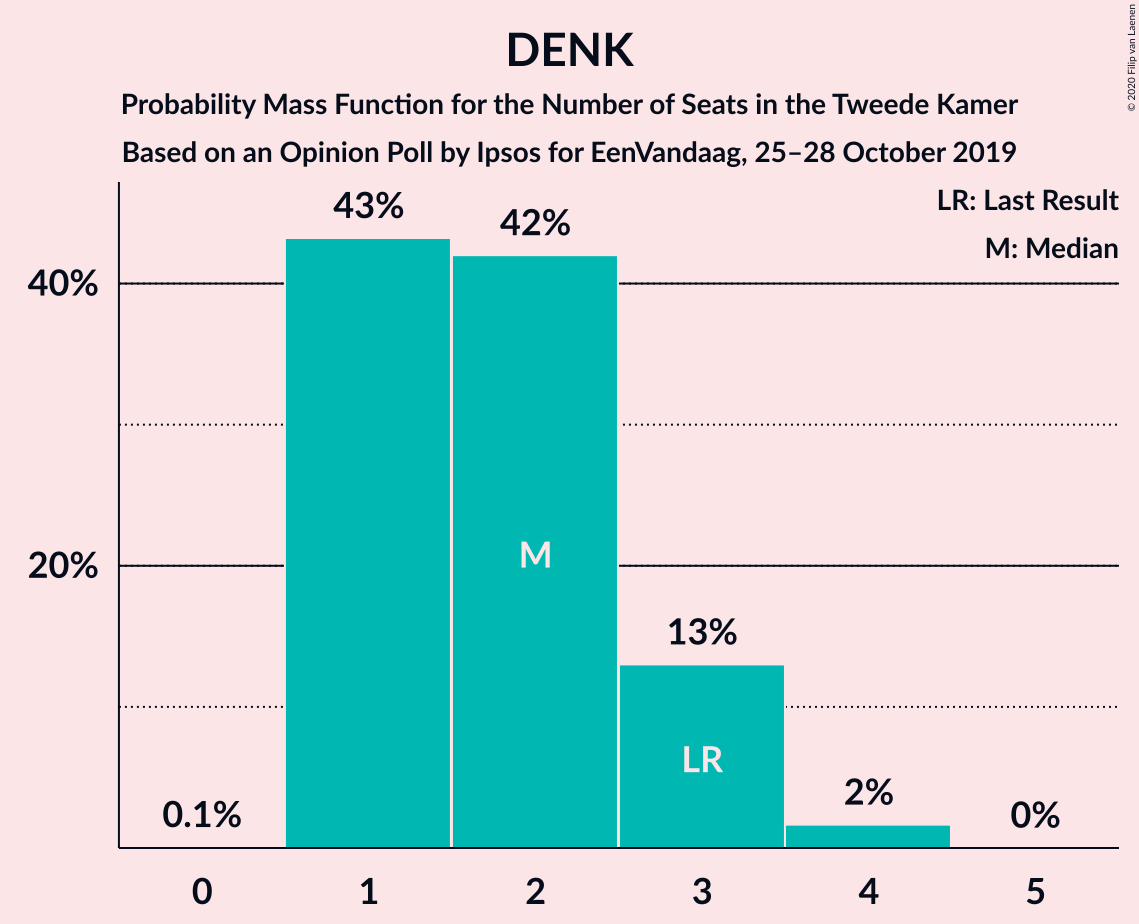 DENK
Probability Mass Function for the Number of Seats in the Tweede Kamer
Based on an Opinion Poll by Ipsos for EenVandaag, 25–28 October 2019
© 2020 Filip van Laenen
LR: Last Result
M: Median
43%
42%
40%
M
20%
13%
LR
2%
0.1%
0%
0 1 2 3 4 5